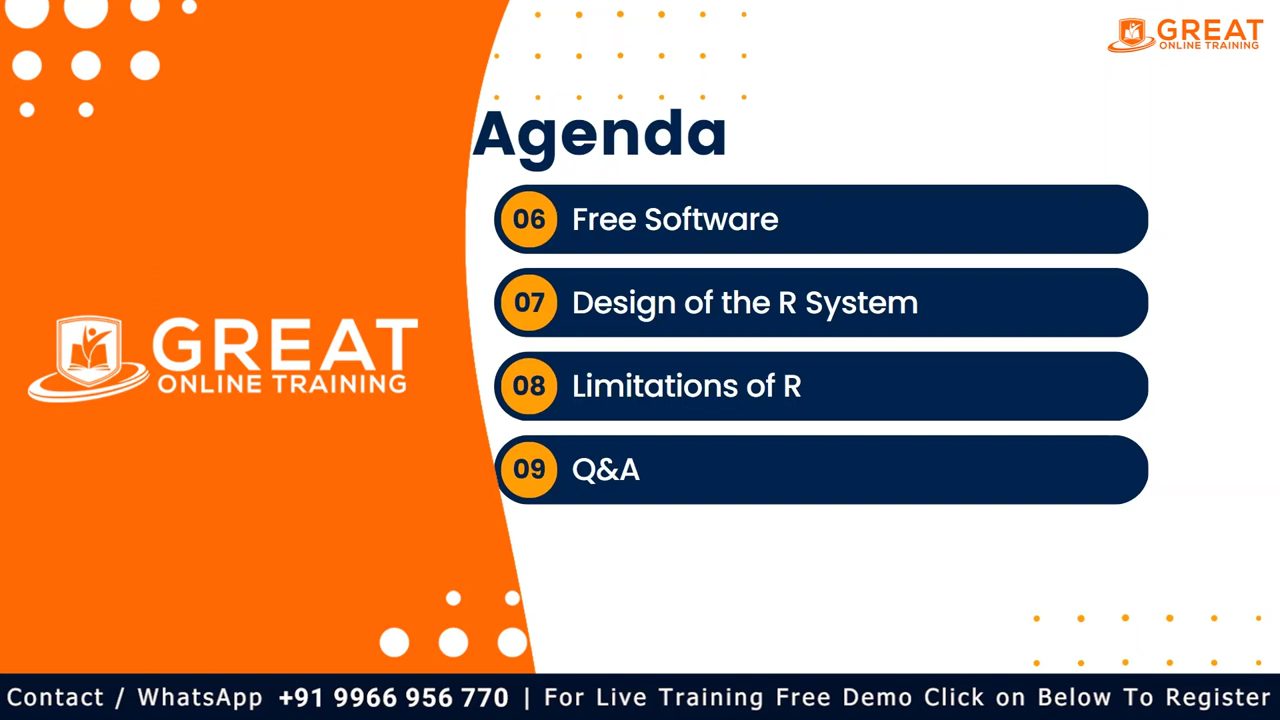 GREAT
ONLINE TRAINING
Agenda
06 Free Software
07 Design of the R System
08 Limitations of R
09 Q&A
GREAT
ONLINE TRAINING
Contact / WhatsApp +91 9966 956 770 | For Live Training Free Demo Click on Below To Register